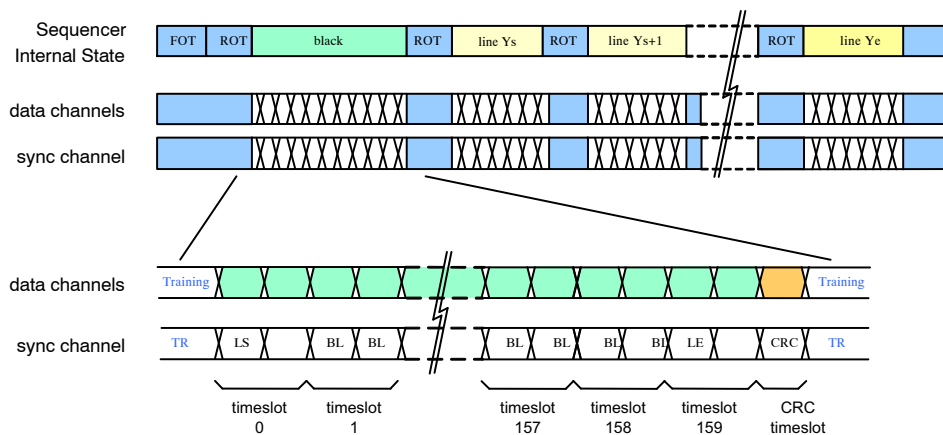 Sequencer
Internal State
FOT ROT black ROT line Ys ROT line Ys+1 ROT line Ye
data channels
sync channel
data channels Training Training
sync channel TR LS BL BL BL BL BL BL LE CRC TR
timeslot 0
timeslot 1
timeslot 157
timeslot 158
timeslot 159
CRC timeslot